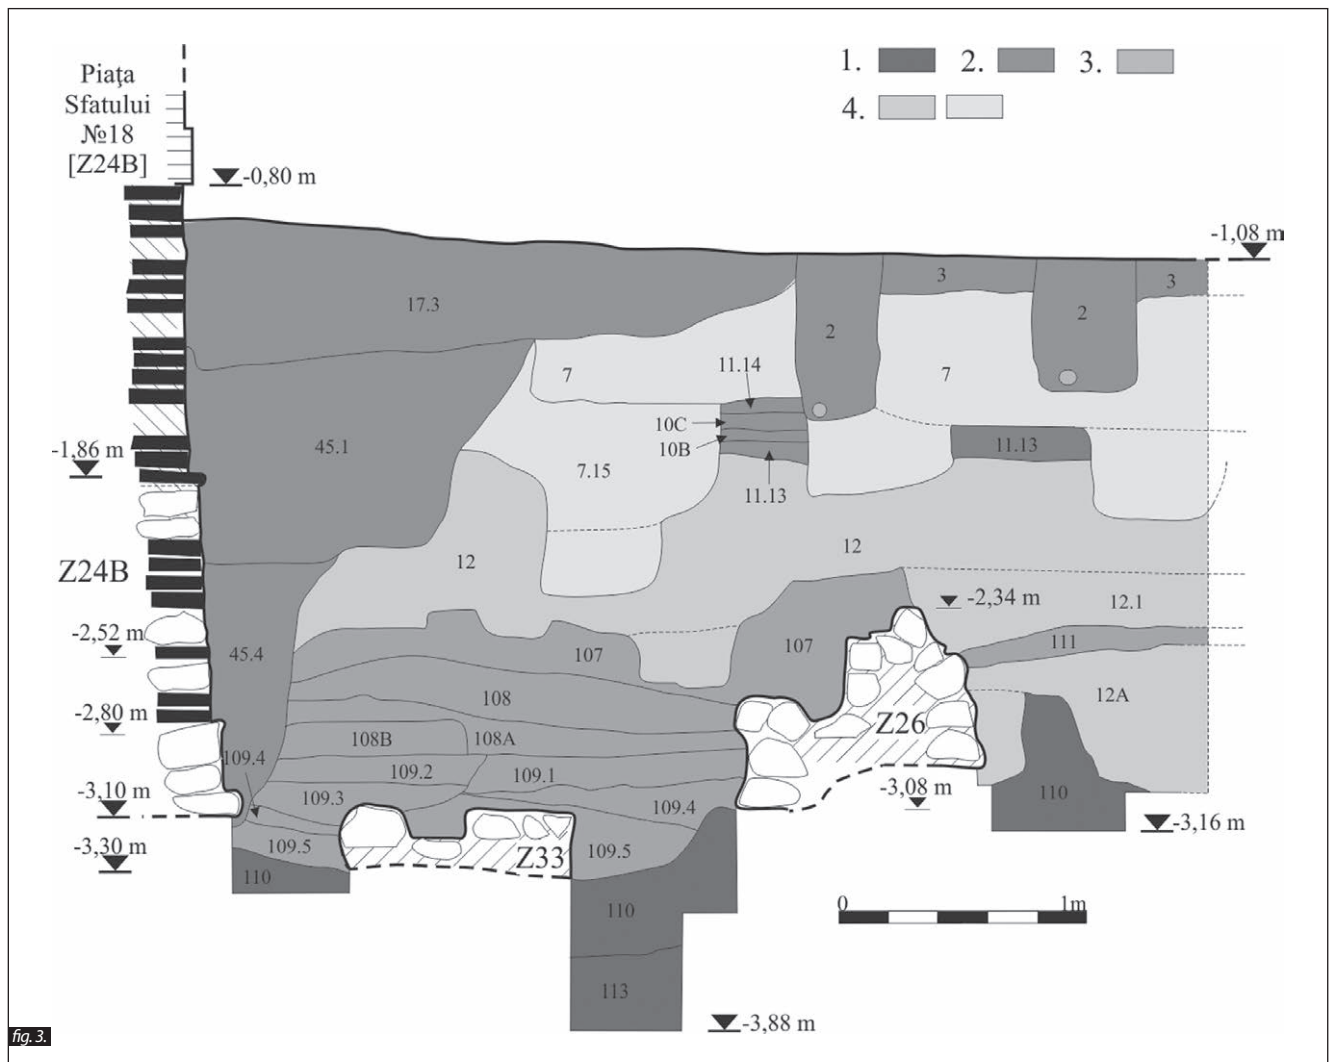 1. 2. 3.
4.
Piaţa
Sfatului
№18
[Z24B]
-0,80 m
-1,08 m
17.3
3
3
2
2
7
11.14
7
10C
10B
11.13
11.13
-1,86 m
45.1
7.15
12
12
Z24B
12.1
-2,34 m
-2,52 m
45.4
107
107
111
108
12A
-2,80 m
108B
108A
Z26
109.4
109.2
109.1
-3,10 m
109.3
109.4
-3,08 m
110
-3,16 m
-3,30 m
109.5
Z33
109.5
110
110
0 1m
113
-3,88 m
fig. 3.